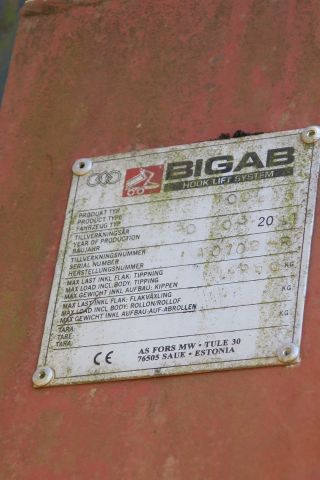 BIGAB
HOOK LIFT SYSTEM
PRODUKT TYP
PRODUCT TYPE
FAHRZEUG TYP
TILLVERKNINGSÅR 20
YEAR OF PRODUCTION
BAUJAHR
TILLVERKNINGSNUMMER
SERIAL NUMBER
HERSTELLUNGSNUMMER
MAX LAST INKL FLAK: TIPPNING KG
MAX LOAD INCL. BODY: TIPPING
MAX GEWICHT INKL AUFBAU: KIPPEN
MAX LAST INKL FLAK: FLAKVÄXLING KG
MAX LOAD INCL. BODY: ROLLON/ROLLOF
MAX GEWICHT INKL AUFBAU: AUF-ABROLLEN
TARA: KG
TARE:
TARA:
CE AS FORS MW · TULE 30
76505 SAUE · ESTONIA